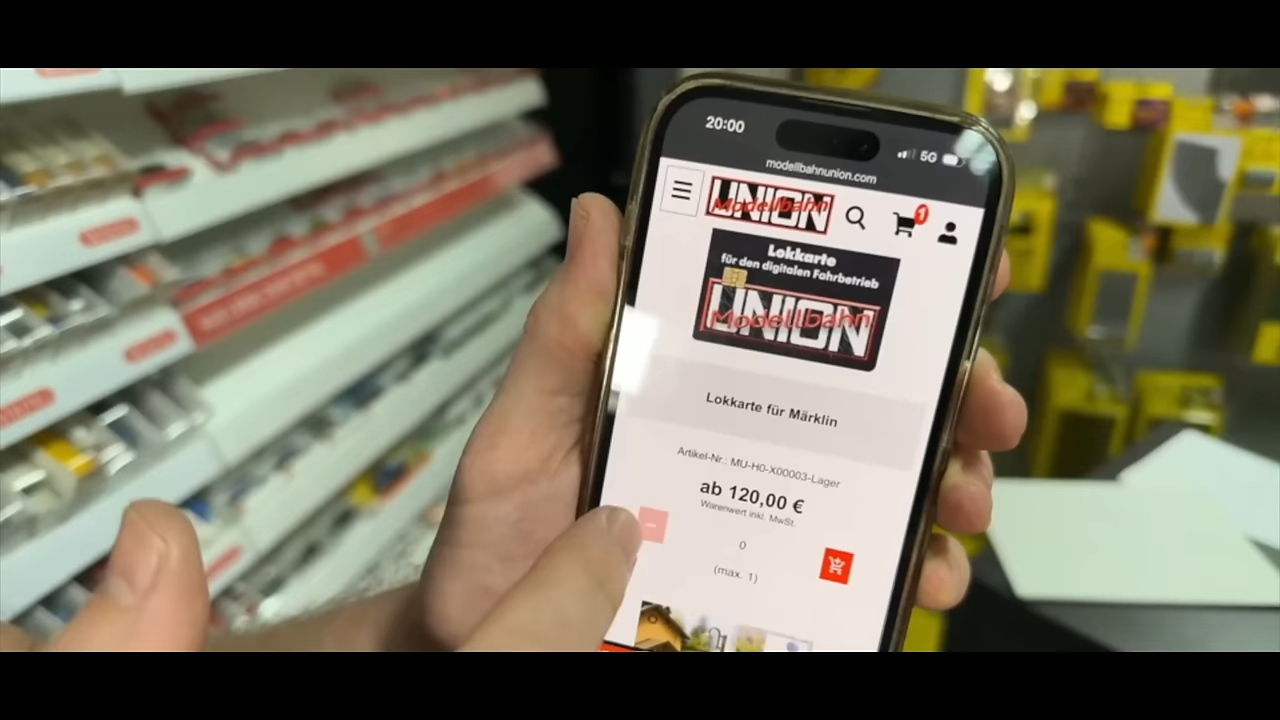 20:00
5G
modellbahnunion.com
UNION
Modellbahn
1
Lokkarte
für den digitalen Fahrbetrieb
UNION
Modellbahn
Lokkarte für Märklin
Artikel-Nr.: MU-H0-X00003-Lager
ab 120,00 €
Warenwert inkl. MwSt.
0
(max. 1)